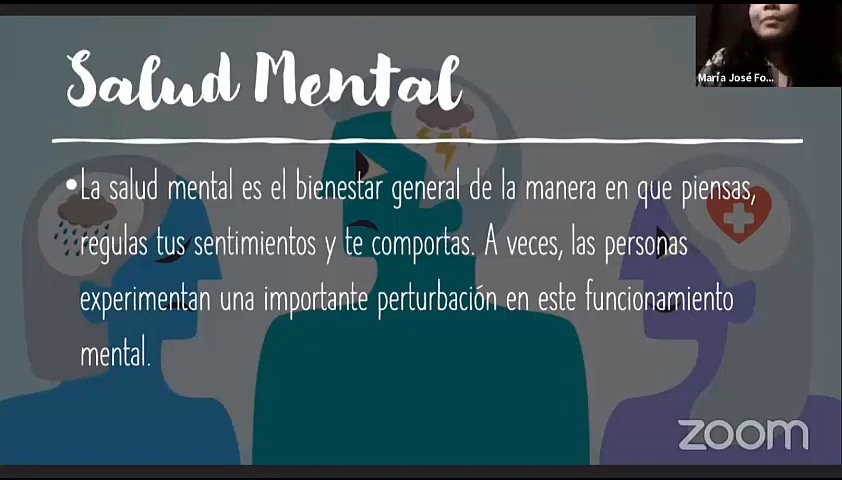 María José Fo...
Salud Mental
•La salud mental es el bienestar general de la manera en que piensas,
regulas tus sentimientos y te comportas. A veces, las personas
experimentan una importante perturbación en este funcionamiento
mental.
zoom